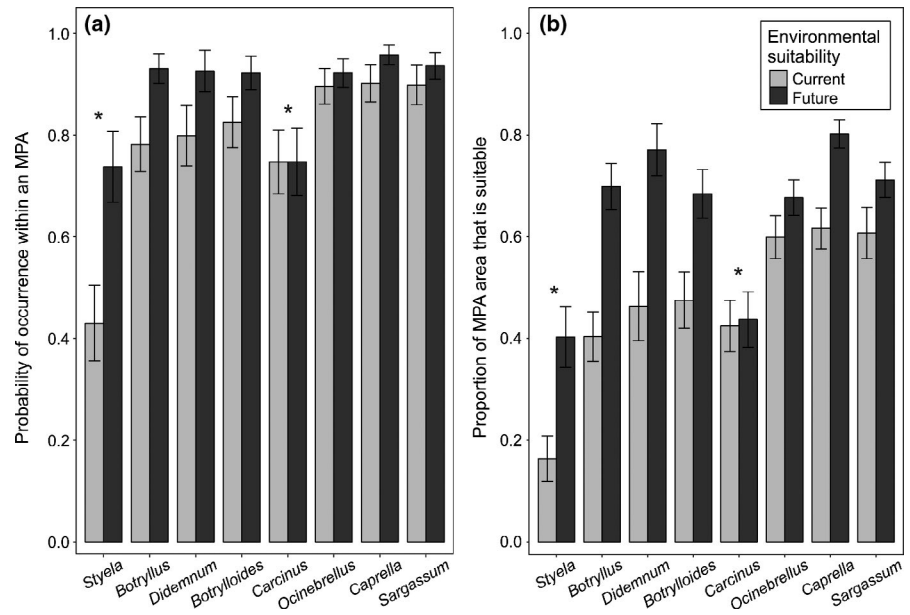 (a)
Probability of occurrence within an MPA
1.0
0.8
0.6
0.4
0.2
0.0
*
*
Styela
Botryllus
Didemnum
Botrylloides
Carcinus
Ocinebrellus
Caprella
Sargassum
(b)
Environmental
suitability
Current
Future
Proportion of MPA area that is suitable
1.0
0.8
0.6
0.4
0.2
0.0
*
*
Styela
Botryllus
Didemnum
Botrylloides
Carcinus
Ocinebrellus
Caprella
Sargassum